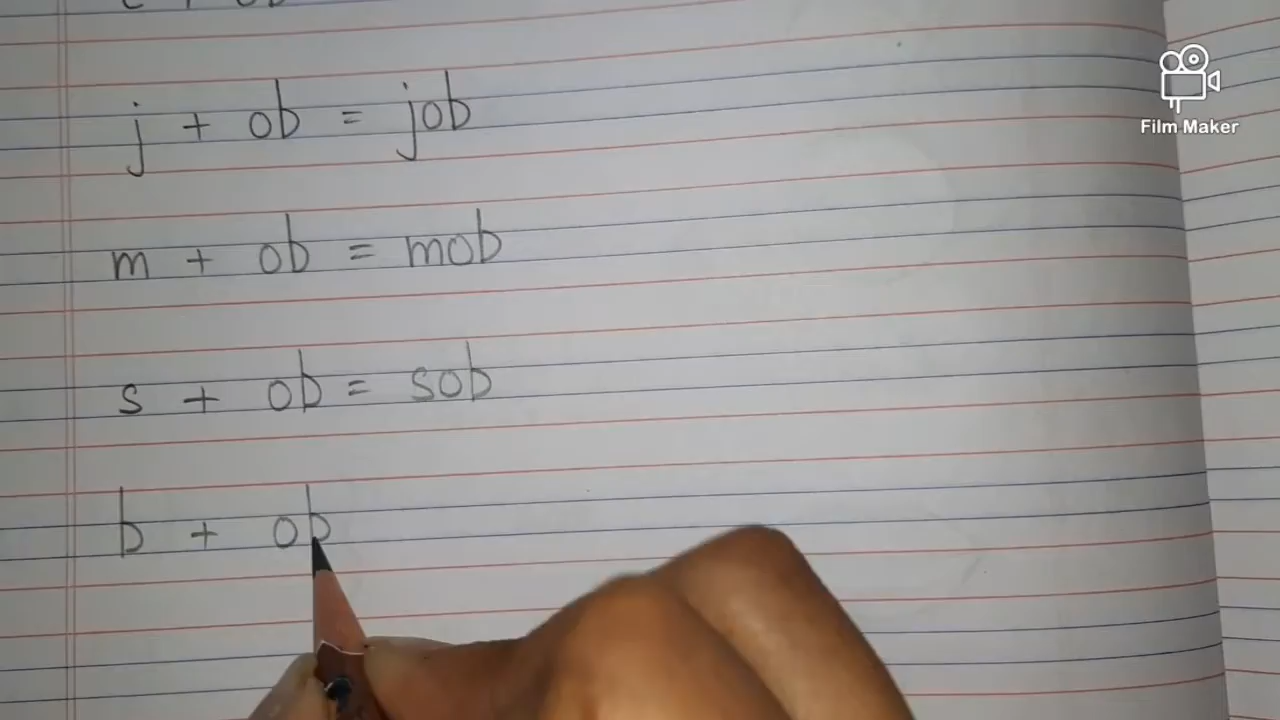 j + ob = job
m + ob = mob
s + ob = sob
b + ob
Film Maker